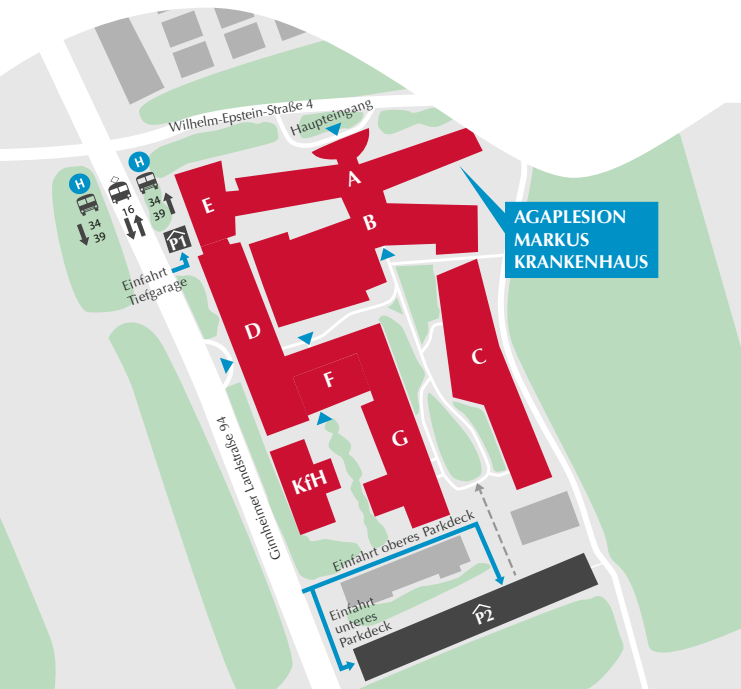 Wilhelm-Epstein-Straße 4
Haupteingang
H
H
34
39
16
34
39
P1
Einfahrt
Tiefgarage
E
A
B
AGAPLESION
MARKUS
KRANKENHAUS
D
C
F
G
KfH
Ginnheimer Landstraße 94
Einfahrt oberes Parkdeck
Einfahrt
unteres
Parkdeck
P2